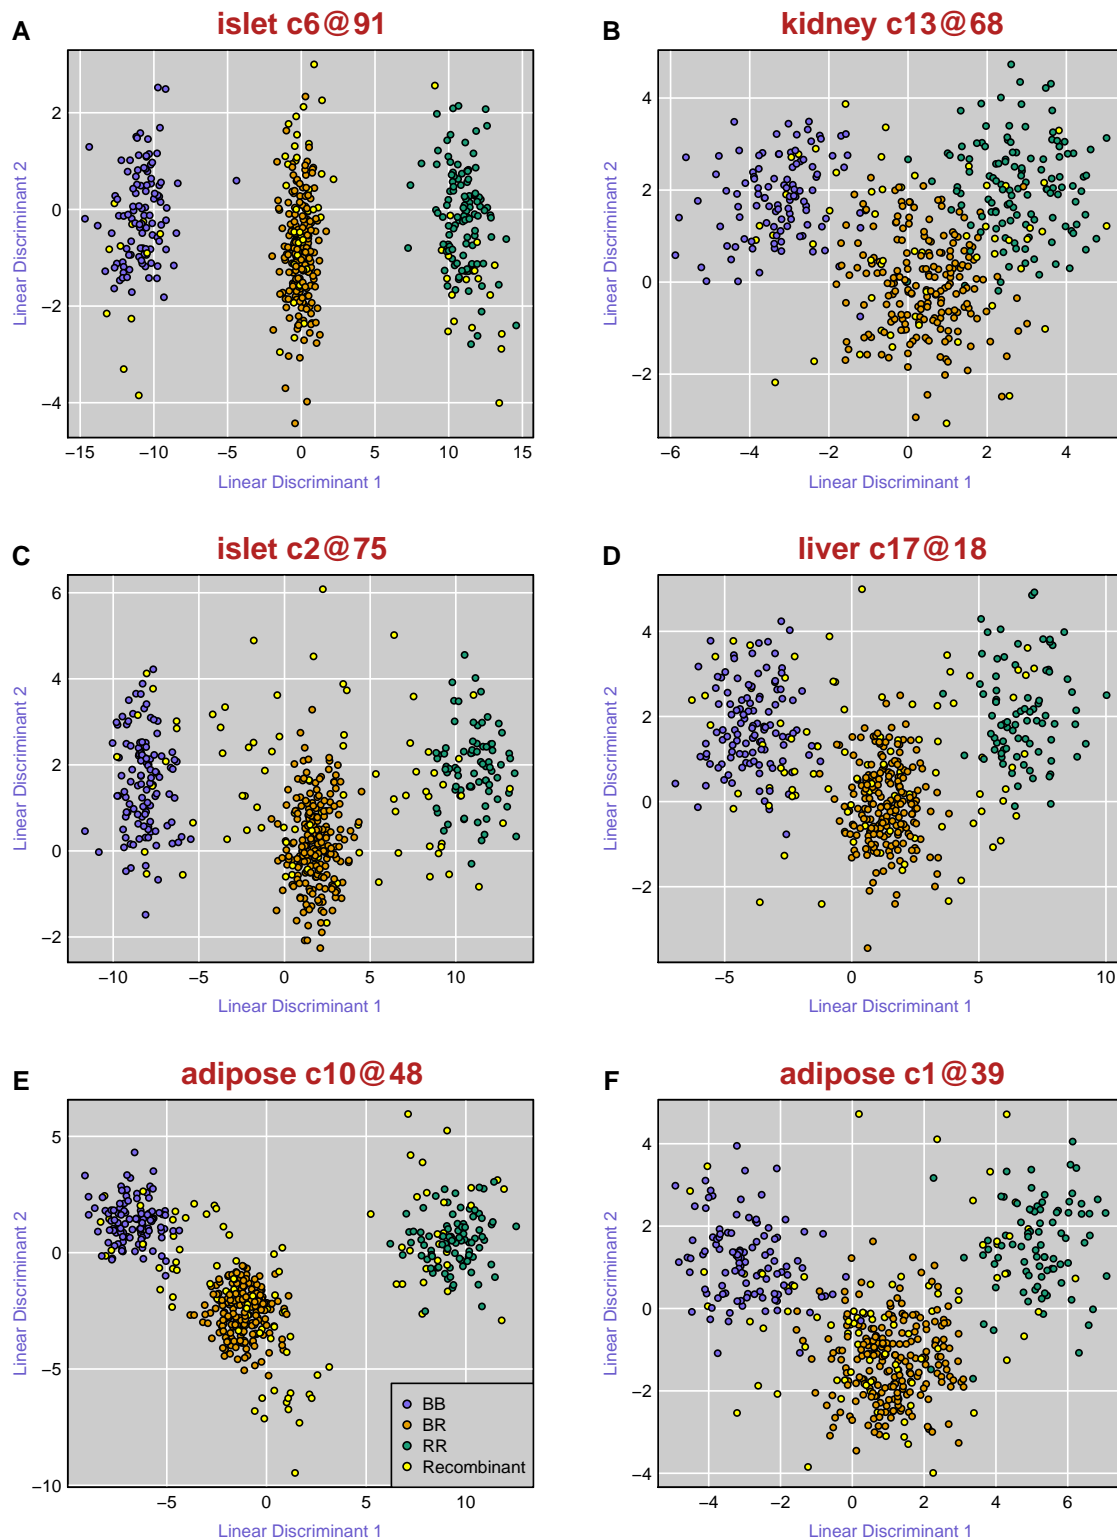 A islet c6@91
2
0
−2
−4
−15 −10 −5 0 5 10 15
Linear Discriminant 1
Linear Discriminant 2
B kidney c13@68
4
2
0
−2
−6 −4 −2 0 2 4
Linear Discriminant 1
Linear Discriminant 2
C islet c2@75
6
4
2
0
−2
−10 −5 0 5 10
Linear Discriminant 1
Linear Discriminant 2
D liver c17@18
4
2
0
−2
−5 0 5 10
Linear Discriminant 1
Linear Discriminant 2
E adipose c10@48
5
0
−5
−10
−5 0 5 10
Linear Discriminant 1
Linear Discriminant 2
BB
BR
RR
Recombinant
F adipose c1@39
4
2
0
−2
−4
−4 −2 0 2 4 6
Linear Discriminant 1
Linear Discriminant 2